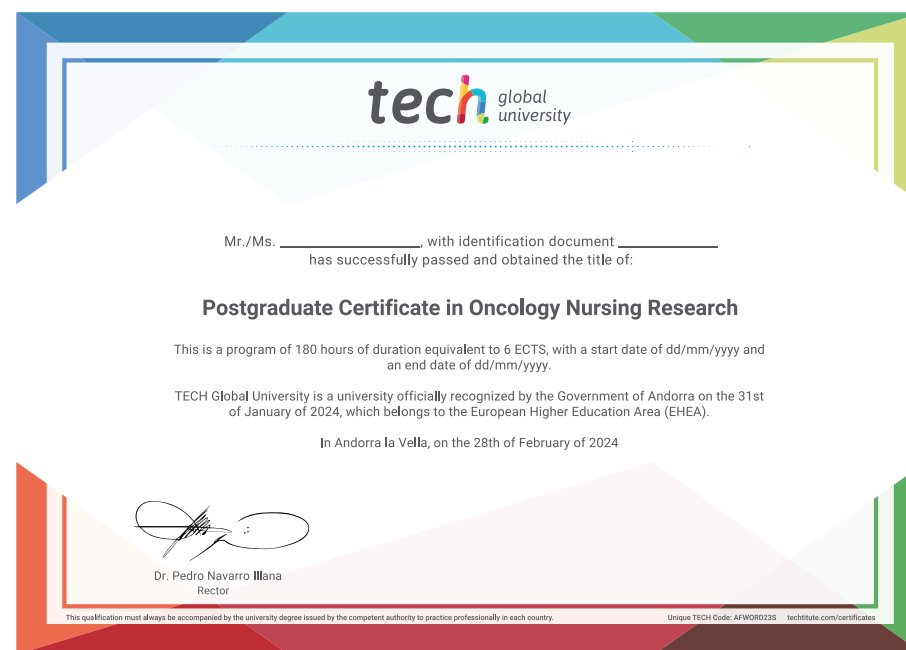 tech global
university
Mr./Ms. ____________, with identification document ____________
has successfully passed and obtained the title of:
Postgraduate Certificate in Oncology Nursing Research
This is a program of 180 hours of duration equivalent to 6 ECTS, with a start date of dd/mm/yyyy and
an end date of dd/mm/yyyy.
TECH Global University is a university officially recognized by the Government of Andorra on the 31st
of January of 2024, which belongs to the European Higher Education Area (EHEA).
In Andorra la Vella, on the 28th of February of 2024
Dr. Pedro Navarro Illana
Rector
This qualification must always be accompanied by the university degree issued by the competent authority to practice professionally in each country.
Unique TECH Code: AFWORD23S techtitute.com/certificates